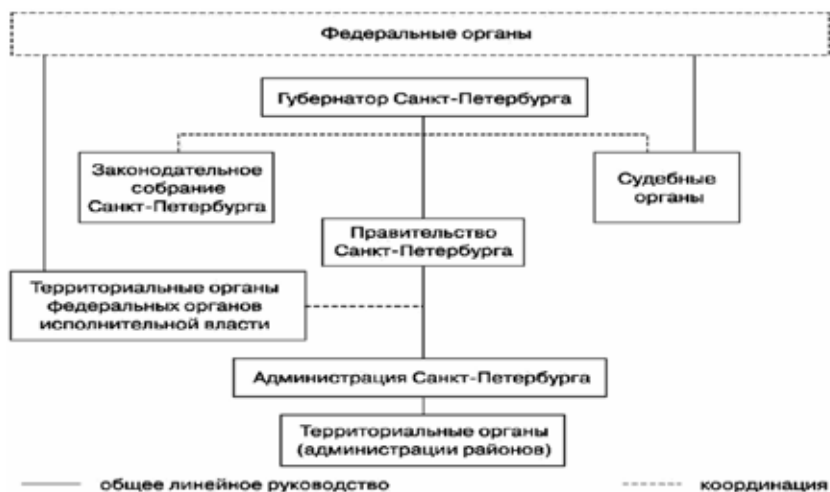 Федеральные органы
Губернатор Санкт-Петербурга
Законодательное
собрание
Санкт-Петербурга
Судебные
органы
Правительство
Санкт-Петербурга
Территориальные органы
федеральных органов
исполнительной власти
Администрация Санкт-Петербурга
Территориальные органы
(администрации районов)
общее линейное руководство
координация